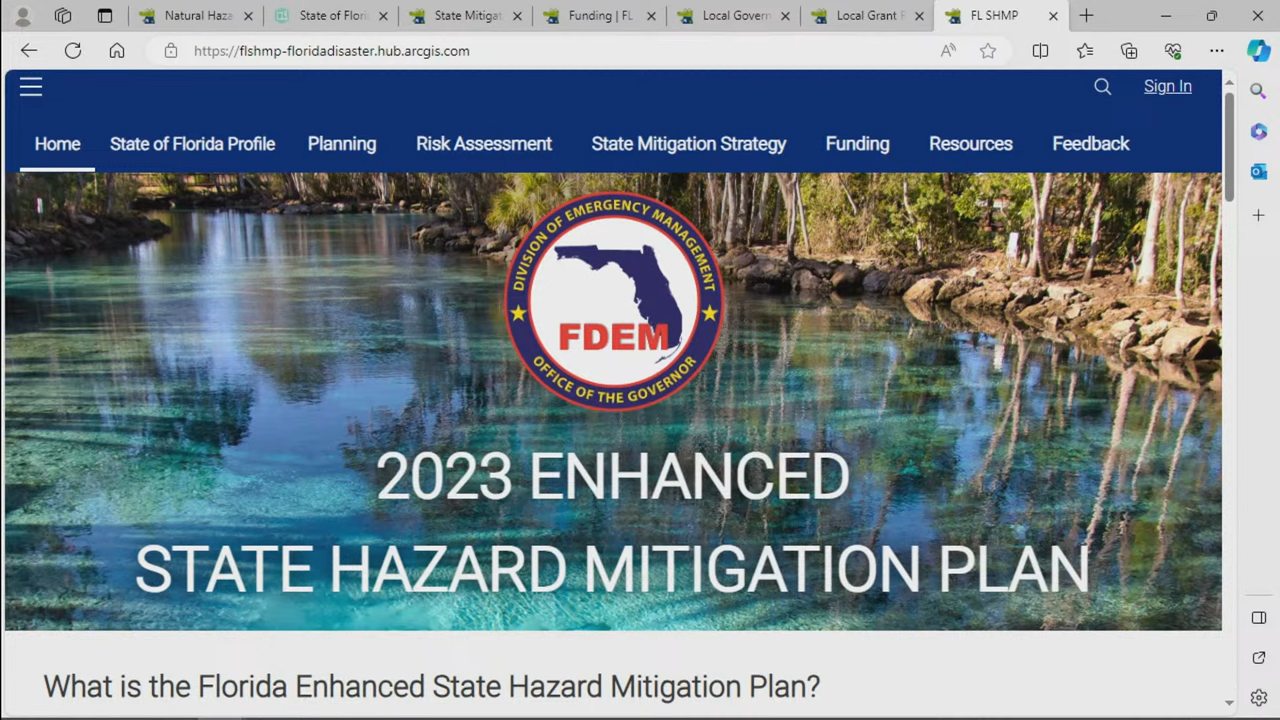 Natural Haza
State of Flori
State Mitigat
Funding | FL
Local Govern
Local Grant F
FL SHMP
https://flshmp-floridadisaster.hub.arcgis.com
Sign In
Home
State of Florida Profile
Planning
Risk Assessment
State Mitigation Strategy
Funding
Resources
Feedback
DIVISION OF EMERGENCY MANAGEMENT
FDEM
OFFICE OF THE GOVERNOR
2023 ENHANCED
STATE HAZARD MITIGATION PLAN
What is the Florida Enhanced State Hazard Mitigation Plan?